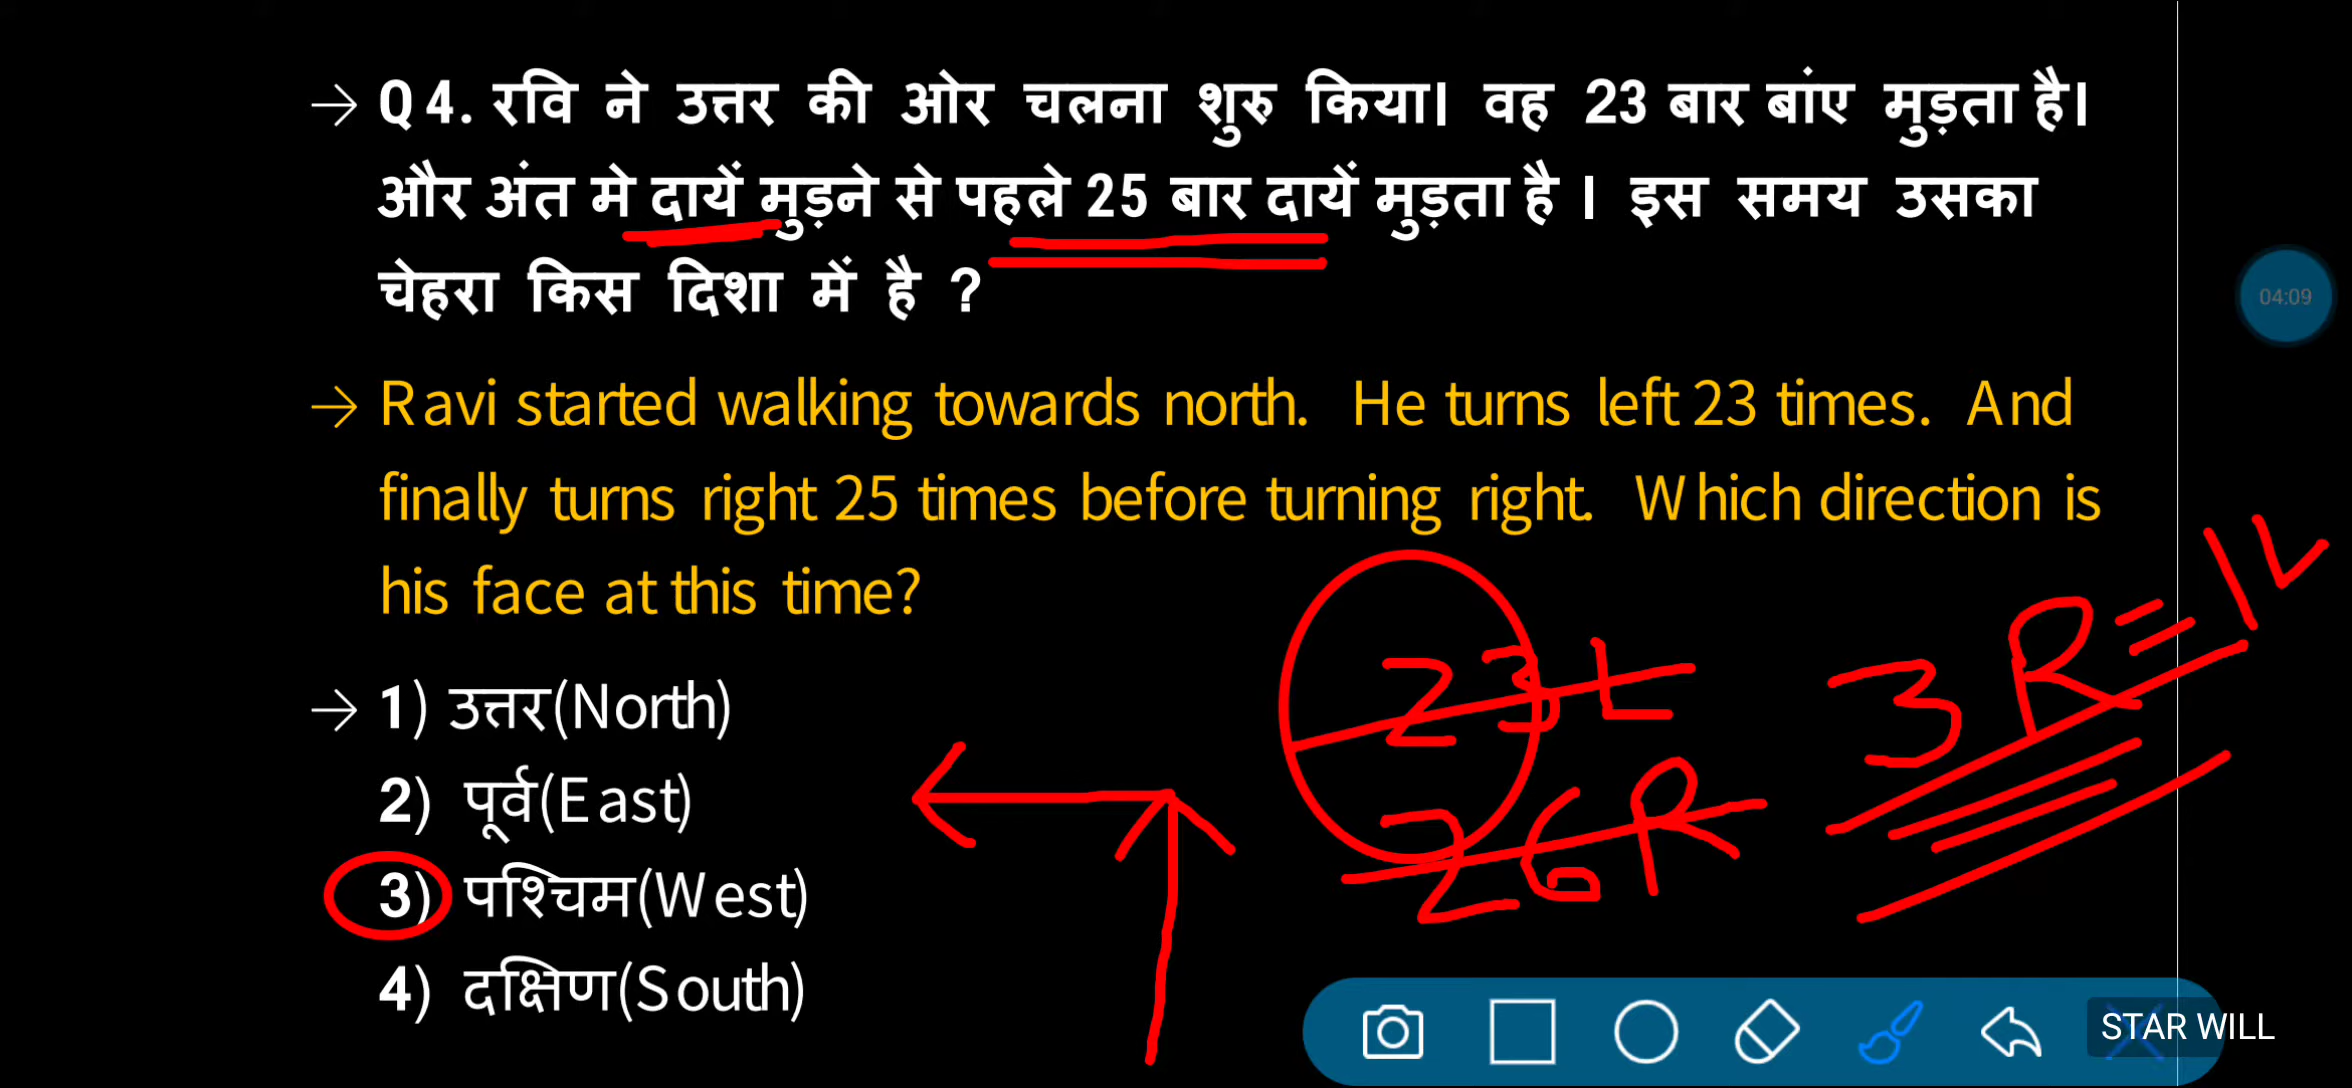 → Q4. रवि ने उत्तर की ओर चलना शुरु किया। वह 23 बार बांए मुड़ता है।
और अंत मे दायें मुड़ने से पहले 25 बार दायें मुड़ता है । इस समय उसका
चेहरा किस दिशा में है ?
04:09
→ Ravi started walking towards north. He turns left 23 times. And
finally turns right 25 times before turning right. Which direction is
his face at this time?
→ 1) उत्तर(North)
2) पूर्व(East)
3) पश्चिम(West)
4) दक्षिण(South)
23L
26R
3R=1L
STAR WILL